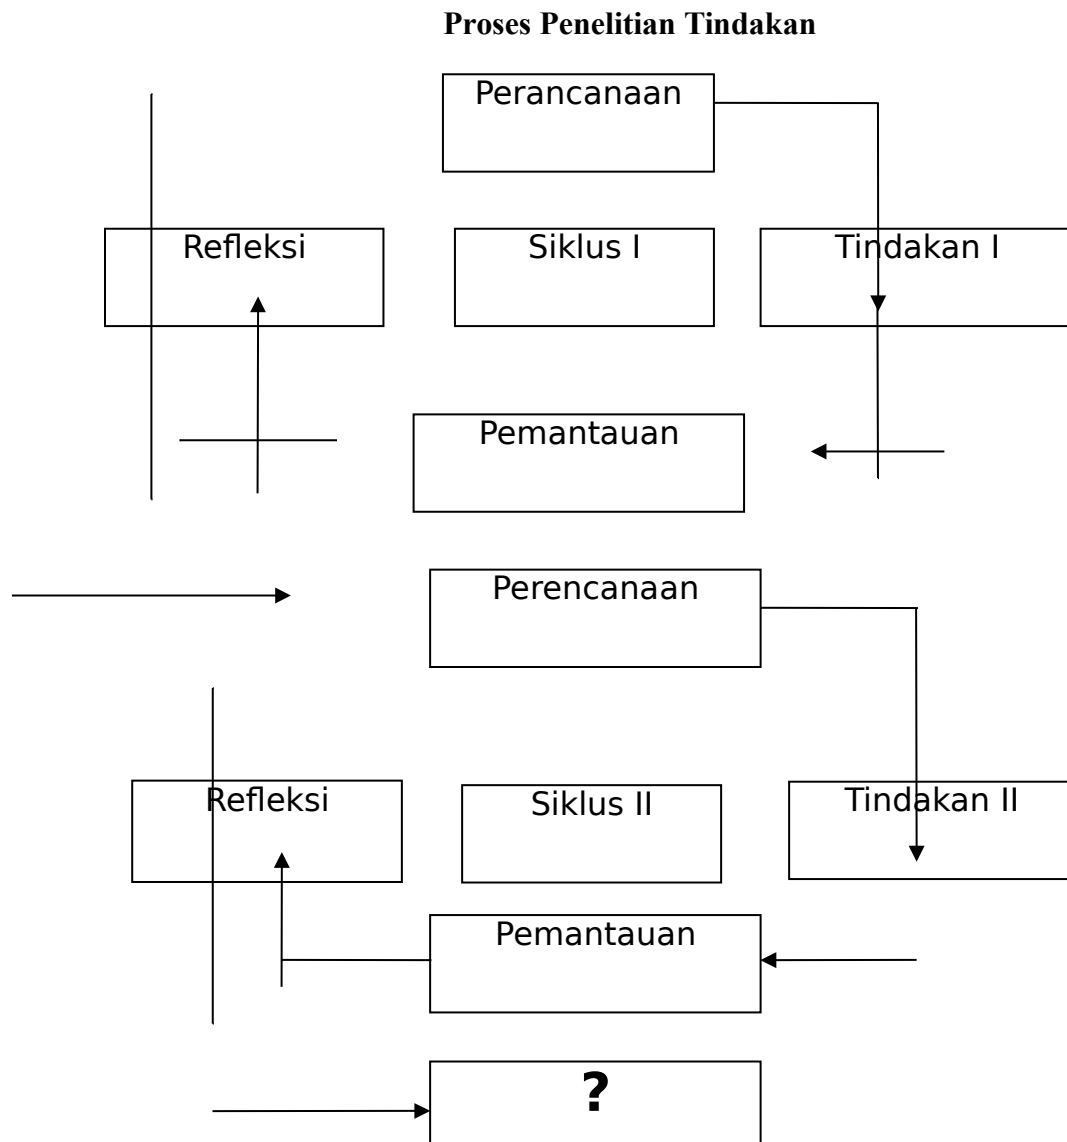 Proses Penelitian Tindakan
Perancanaan
Refleksi
Siklus I
Tindakan I
Pemantauan
Perencanaan
Refleksi
Siklus II
Tindakan II
Pemantauan
?